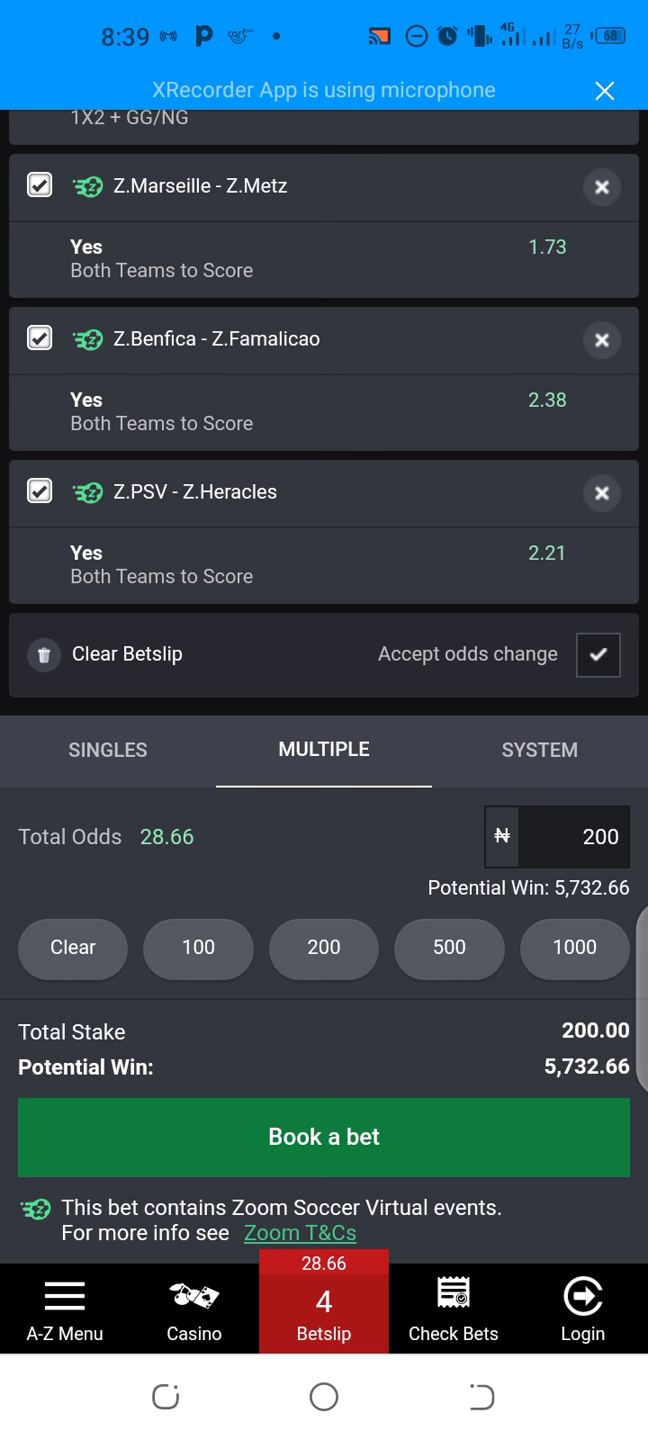 8:39
4G
27
B/s
68
XRecorder App is using microphone
1X2 + GG/NG
Z.Marseille - Z.Metz
Yes
1.73
Both Teams to Score
Z.Benfica - Z.Famalicao
Yes
2.38
Both Teams to Score
Z.PSV - Z.Heracles
Yes
2.21
Both Teams to Score
Clear Betslip
Accept odds change
SINGLES
MULTIPLE
SYSTEM
Total Odds 28.66
₦ 200
Potential Win: 5,732.66
Clear
100
200
500
1000
Total Stake
200.00
Potential Win:
5,732.66
Book a bet
This bet contains Zoom Soccer Virtual events.
For more info see Zoom T&Cs
28.66
4
A-Z Menu
Casino
Betslip
Check Bets
Login